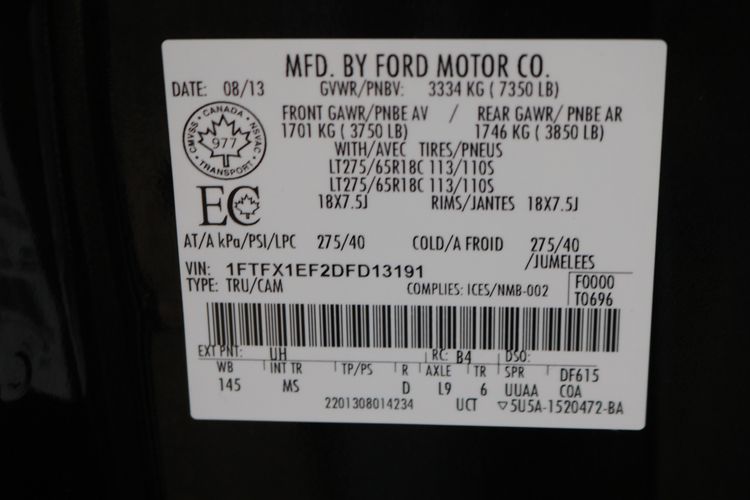 MFD. BY FORD MOTOR CO.
DATE: 08/13 GVWR/PNBV: 3334 KG ( 7350 LB)
FRONT GAWR/PNBE AV / REAR GAWR/ PNBE AR
1701 KG ( 3750 LB) 1746 KG ( 3850 LB)
CMVSS • CANADA • NSVAC • TRANSPORT •
977
WITH/AVEC TIRES/PNEUS
LT275/65R18C 113/110S
LT275/65R18C 113/110S
EC
18X7.5J RIMS/JANTES 18X7.5J
AT/A kPa/PSI/LPC 275/40 COLD/A FROID 275/40
/JUMELEES
VIN: 1FTFX1EF2DFD13191
TYPE: TRU/CAM COMPLIES: ICES/NMB-002
F0000
T0696
EXT PNT: UH RC: B4 DSO:
WB INT TR TP/PS R AXLE TR SPR DF615
145 MS D L9 6 UUAA COA
2201308014234 UCT ▽5U5A-1520472-BA